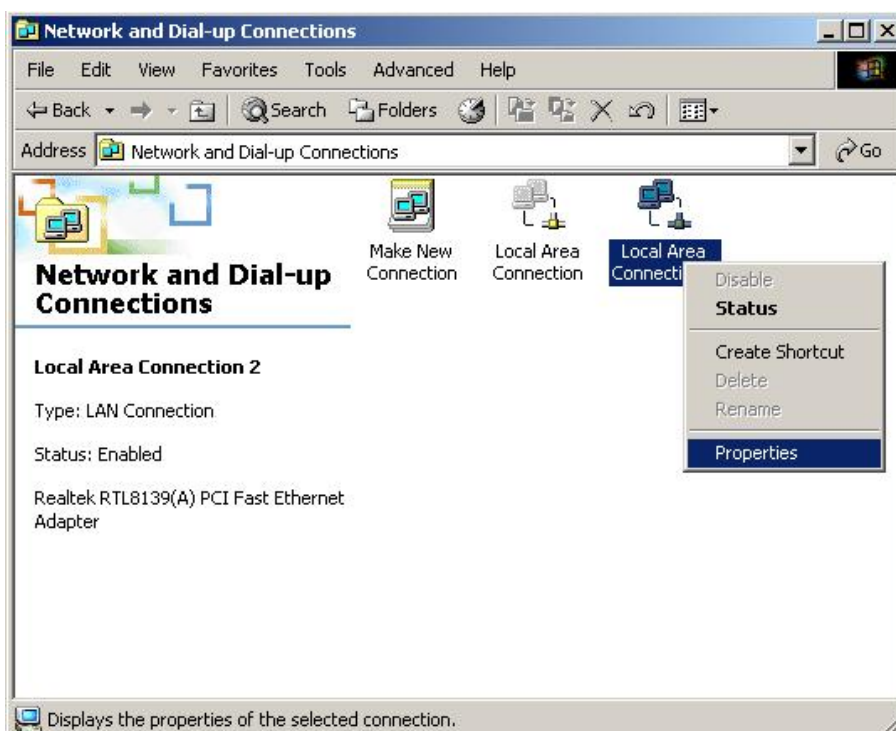 Network and Dial-up Connections
File Edit View Favorites Tools Advanced Help
Back Search Folders
Address Network and Dial-up Connections Go
Network and Dial-up
Connections
Local Area Connection 2
Type: LAN Connection
Status: Enabled
Realtek RTL8139(A) PCI Fast Ethernet
Adapter
Make New
Connection
Local Area
Connection
Local Area
Connecti
Disable
Status
Create Shortcut
Delete
Rename
Properties
Displays the properties of the selected connection.